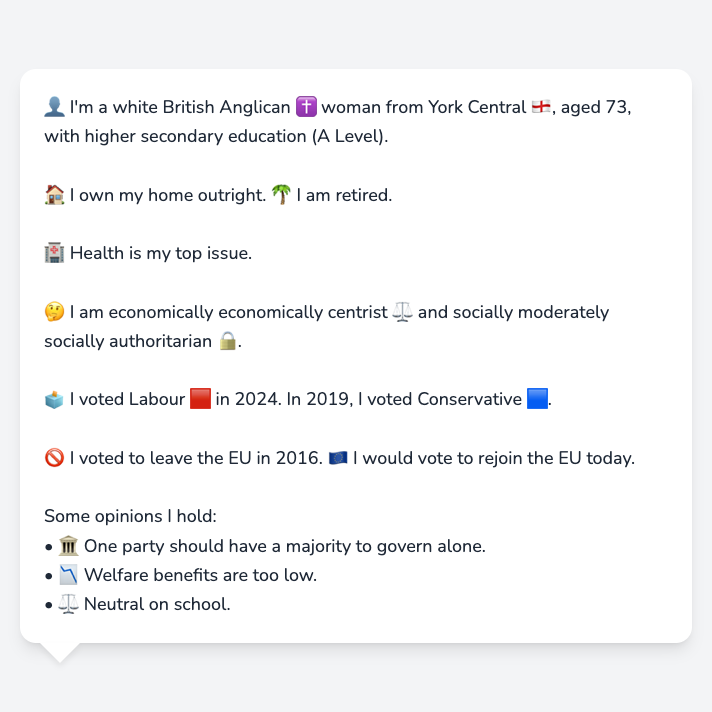 👤 I'm a white British Anglican ✝️ woman from York Central 🏴󠁧󠁢󠁥󠁮󠁧󠁿, aged 73,
with higher secondary education (A Level).
🏠 I own my home outright. 🌴 I am retired.
🏥 Health is my top issue.
🤔 I am economically economically centrist ⚖️ and socially moderately
socially authoritarian 🔒.
🗳️ I voted Labour 🟥 in 2024. In 2019, I voted Conservative 🟦.
🚫 I voted to leave the EU in 2016. 🇪🇺 I would vote to rejoin the EU today.
Some opinions I hold:
• 🏛️ One party should have a majority to govern alone.
• 📉 Welfare benefits are too low.
• ⚖️ Neutral on school.